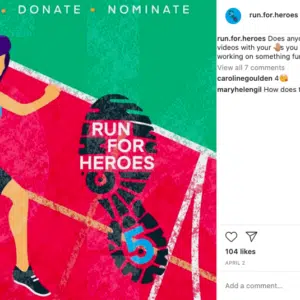 • DONATE • NOMINATE
RUN
FOR
HEROES
5
run.for.heroes
run.for.heroes Does any
videos with your 👏s you
working on something fu
View all 7 comments
carolinegoulden 4😘
maryhelengil How does t
104 likes
APRIL 2
Add a comment...